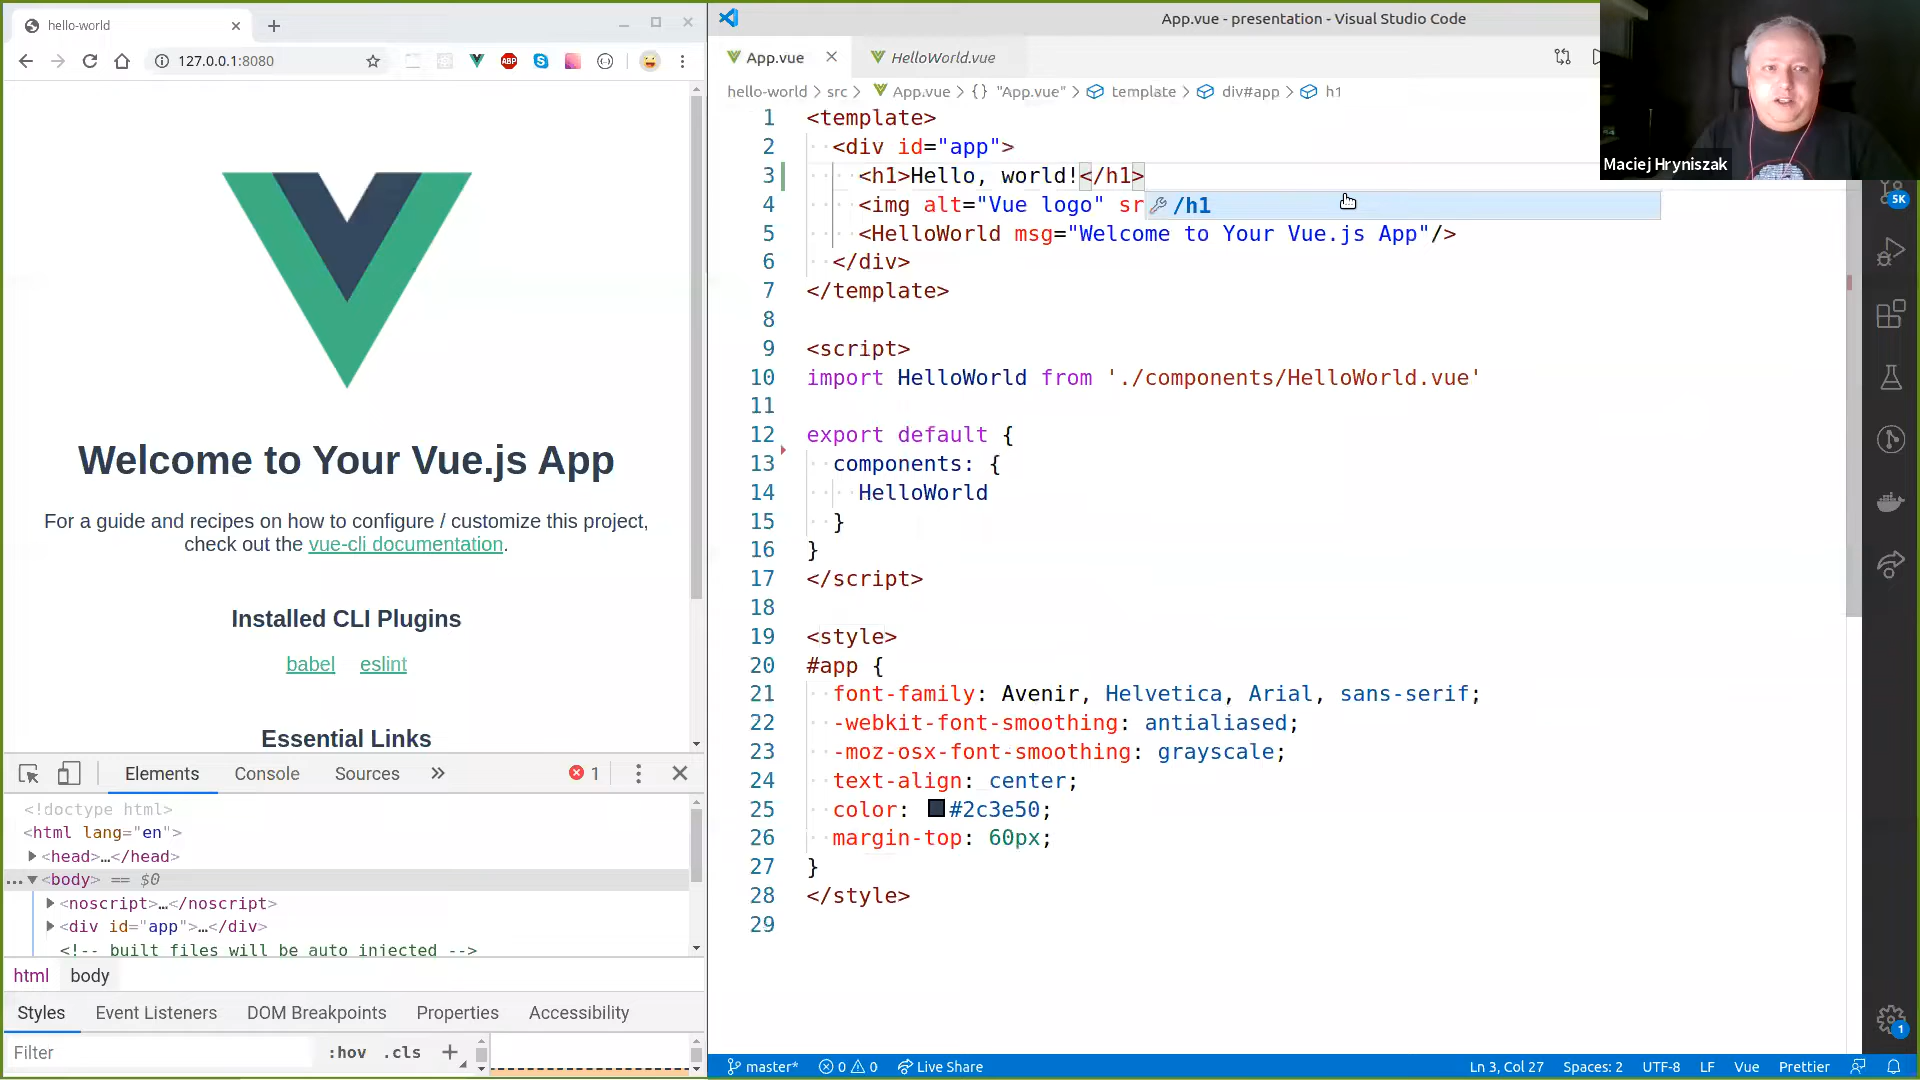 hello-world
127.0.0.1:8080
ABP
Welcome to Your Vue.js App
For a guide and recipes on how to configure / customize this project,
check out the vue-cli documentation.
Installed CLI Plugins
babel eslint
Essential Links
Elements Console Sources 1
<!doctype html>
<html lang="en">
<head>…</head>
<body> == $0
<noscript>…</noscript>
<div id="app">…</div>
<!-- built files will be auto injected -->
html body
Styles Event Listeners DOM Breakpoints Properties Accessibility
Filter :hov .cls +
App.vue - presentation - Visual Studio Code
App.vue HelloWorld.vue
hello-world > src > App.vue > {} "App.vue" > template > div#app > h1
1 <template>
2 <div id="app">
3 <h1>Hello, world!</h1>
4 <img alt="Vue logo" sr
/h1
5 <HelloWorld msg="Welcome to Your Vue.js App"/>
6 </div>
7 </template>
8
9 <script>
10 import HelloWorld from './components/HelloWorld.vue'
11
12 export default {
13 components: {
14 HelloWorld
15 }
16 }
17 </script>
18
19 <style>
20 #app {
21 font-family: Avenir, Helvetica, Arial, sans-serif;
22 -webkit-font-smoothing: antialiased;
23 -moz-osx-font-smoothing: grayscale;
24 text-align: center;
25 color: #2c3e50;
26 margin-top: 60px;
27 }
28 </style>
29
Maciej Hryniszak
5K
1
master* 0 0 Live Share Ln 3, Col 27 Spaces: 2 UTF-8 LF Vue Prettier